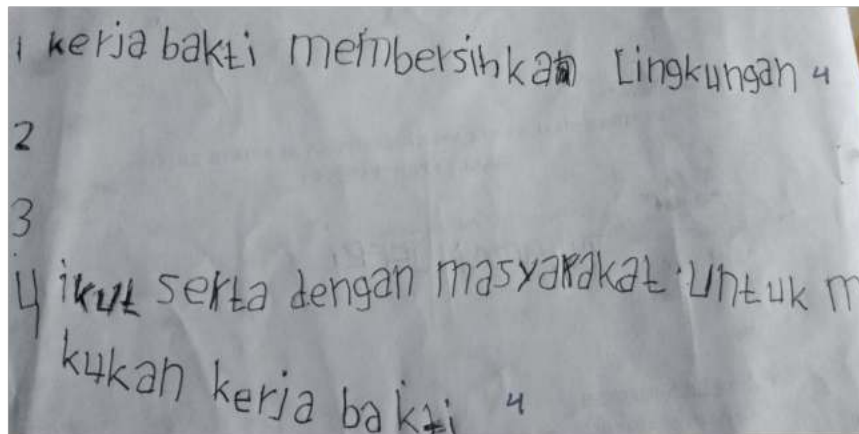 1 kerja bakti membersihkan Lingkungan 4
2
3
4 ikut serta dengan masyarakat untuk m
kukan kerja bakti 4